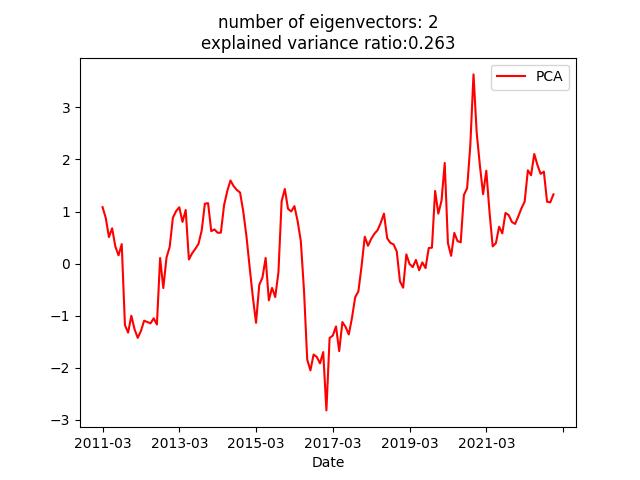 number of eigenvectors: 2
explained variance ratio:0.263
PCA
3
2
1
0
−1
−2
−3
2011-03 2013-03 2015-03 2017-03 2019-03 2021-03
Date